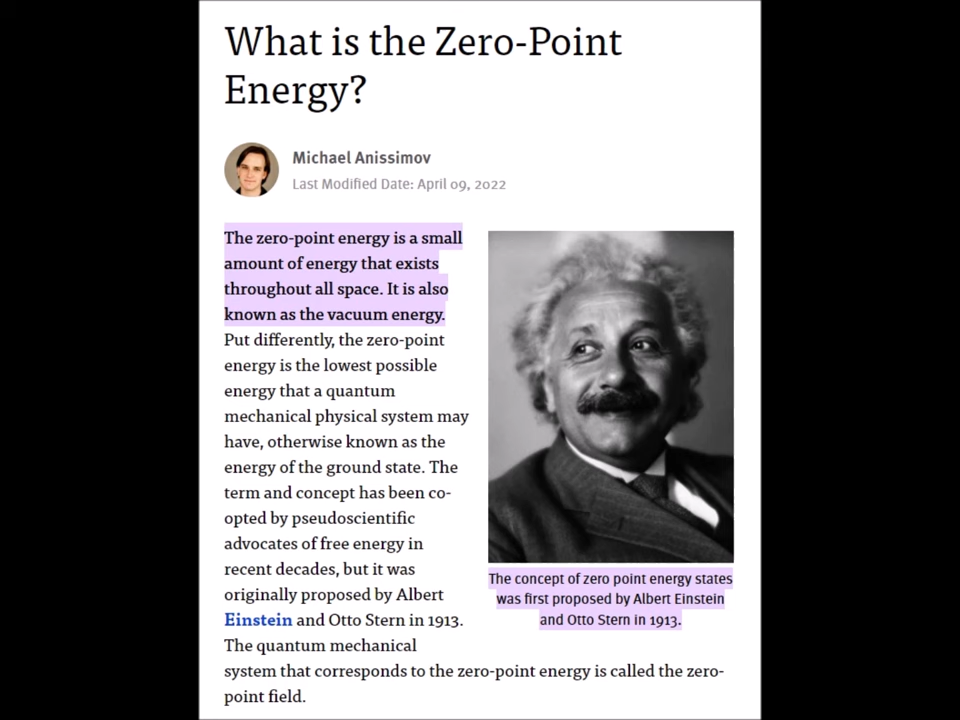 What is the Zero-Point
Energy?
Michael Anissimov
Last Modified Date: April 09, 2022
The zero-point energy is a small
amount of energy that exists
throughout all space. It is also
known as the vacuum energy.
Put differently, the zero-point
energy is the lowest possible
energy that a quantum
mechanical physical system may
have, otherwise known as the
energy of the ground state. The
term and concept has been co-
opted by pseudoscientific
advocates of free energy in
recent decades, but it was
originally proposed by Albert
Einstein and Otto Stern in 1913.
The quantum mechanical
system that corresponds to the zero-point energy is called the zero-
point field.
The concept of zero point energy states
was first proposed by Albert Einstein
and Otto Stern in 1913.